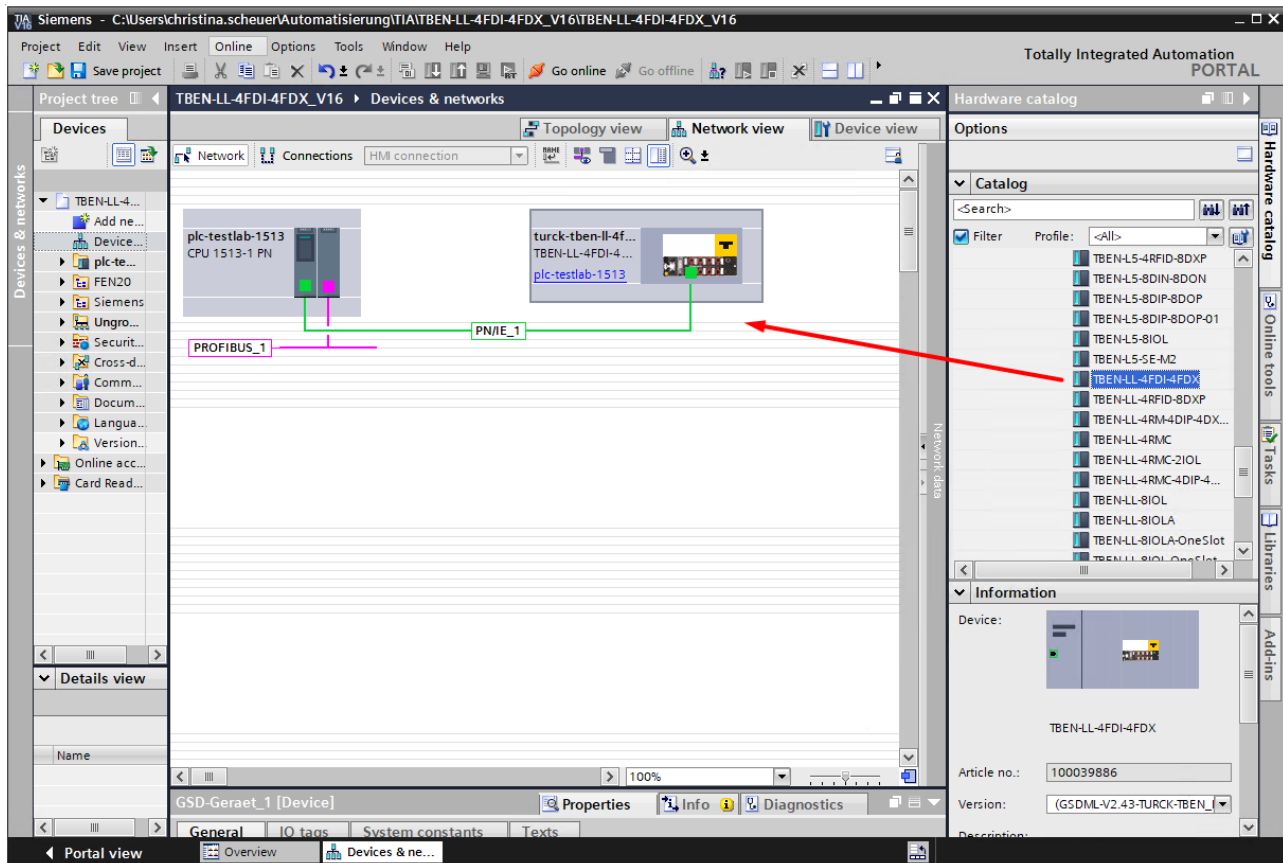 Siemens - C:\Users\christina.scheuer\Automatisierung\TIA\TBEN-LL-4FDI-4FDX_V16\TBEN-LL-4FDI-4FDX_V16
Project Edit View Insert Online Options Tools Window Help
Totally Integrated Automation
PORTAL
Save project
Go online
Go offline
Project tree
TBEN-LL-4FDI-4FDX_V16 Devices & networks
Hardware catalog
Devices
Topology view
Network view
Device view
Options
Network
Connections
HMI connection
Devices & networks
TBEN-LL-4...
Add ne...
Device...
plc-te...
FEN20
Siemens
Ungro...
Securit...
Cross-d...
Comm...
Docum...
Langua...
Version...
Online acc...
Card Read...
Details view
Name
plc-testlab-1513
CPU 1513-1 PN
turck-tben-ll-4f...
TBEN-LL-4FDI-4...
plc-testlab-1513
PN/IE_1
PROFIBUS_1
Network data
100%
GSD-Geraet_1 [Device]
Properties
Info
Diagnostics
General
IO tags
System constants
Texts
Catalog
<Search>
Filter
Profile:
<All>
TBEN-L5-4RFID-8DXP
TBEN-L5-8DIN-8DON
TBEN-L5-8DIP-8DOP
TBEN-L5-8DIP-8DOP-01
TBEN-L5-8IOL
TBEN-L5-SE-M2
TBEN-LL-4FDI-4FDX
TBEN-LL-4RFID-8DXP
TBEN-LL-4RM-4DIP-4DX...
TBEN-LL-4RMC
TBEN-LL-4RMC-2IOL
TBEN-LL-4RMC-4DIP-4...
TBEN-LL-8IOL
TBEN-LL-8IOLA
TBEN-LL-8IOLA-OneSlot
TBEN-LL-8IOL-OneSlot
Information
Device:
TBEN-LL-4FDI-4FDX
Article no.:
100039886
Version:
(GSDML-V2.43-TURCK-TBEN_
Description:
Hardware catalog
Online tools
Tasks
Libraries
Add-ins
Portal view
Overview
Devices & ne...